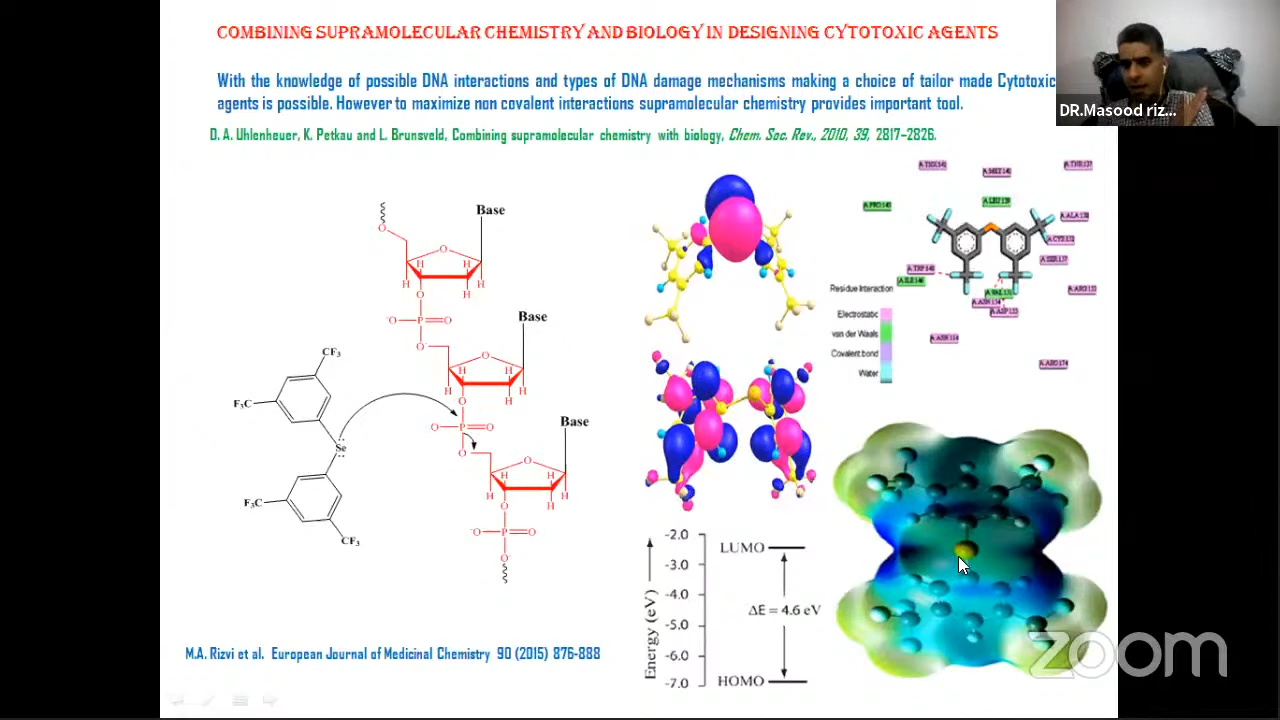 COMBINING SUPRAMOLECULAR CHEMISTRY AND BIOLOGY IN DESIGNING CYTOTOXIC AGENTS
With the knowledge of possible DNA interactions and types of DNA damage mechanisms making a choice of tailor made Cytotoxic
agents is possible. However to maximize non covalent interactions supramolecular chemistry provides important tool.
D. A. Uhlenheuer, K. Petkau and L. Brunsveld, Combining supramolecular chemistry with biology, Chem. Soc. Rev., 2010, 39, 2817–2826.
DR.Masood riz...
Base
O
O
H
H
H
H
O
-O
P
O
O
Base
O
H
H
H
H
O
-O
P
O
O
Base
O
H
H
H
H
O
-O
P
O
O
CF3
F3C
Se
F3C
CF3
Residue Interaction
Electrostatic
van der Waals
Covalent bond
Water
Energy (eV)
-2.0
-3.0
-4.0
-5.0
-6.0
-7.0
LUMO
ΔE = 4.6 eV
HOMO
M.A. Rizvi et al. European Journal of Medicinal Chemistry 90 (2015) 876-888
zoom